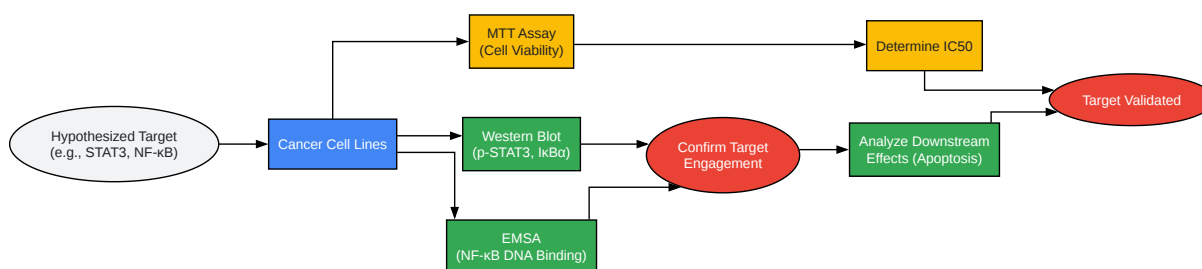 Hypothesized Target
(e.g., STAT3, NF-κB)
Cancer Cell Lines
MTT Assay
(Cell Viability)
Western Blot
(p-STAT3, IκBα)
EMSA
(NF-κB DNA Binding)
Confirm Target
Engagement
Determine IC50
Analyze Downstream
Effects (Apoptosis)
Target Validated